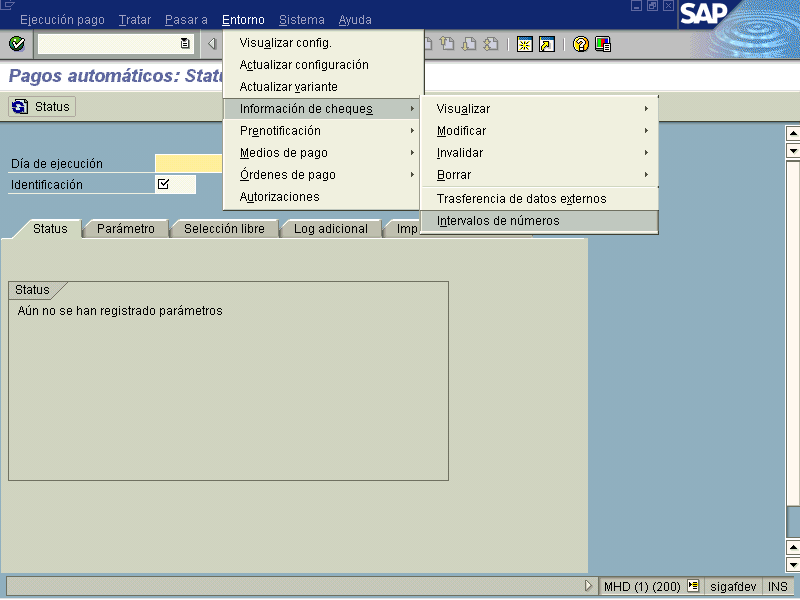 Ejecución pago Tratar Pasar a Entorno Sistema Ayuda
SAP
Visualizar config.
Actualizar configuración
Actualizar variante
Información de cheques
Prenotificación
Medios de pago
Órdenes de pago
Autorizaciones
Visualizar
Modificar
Invalidar
Borrar
Trasferencia de datos externos
Intervalos de números
Pagos automáticos: Statu
Status
Día de ejecución
Identificación
Status Parámetro Selección libre Log adicional Imp
Status
Aún no se han registrado parámetros
MHD (1) (200) sigafdev INS